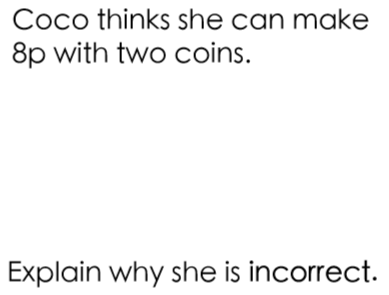 Coco thinks she can make
8p with two coins.
Explain why she is incorrect.